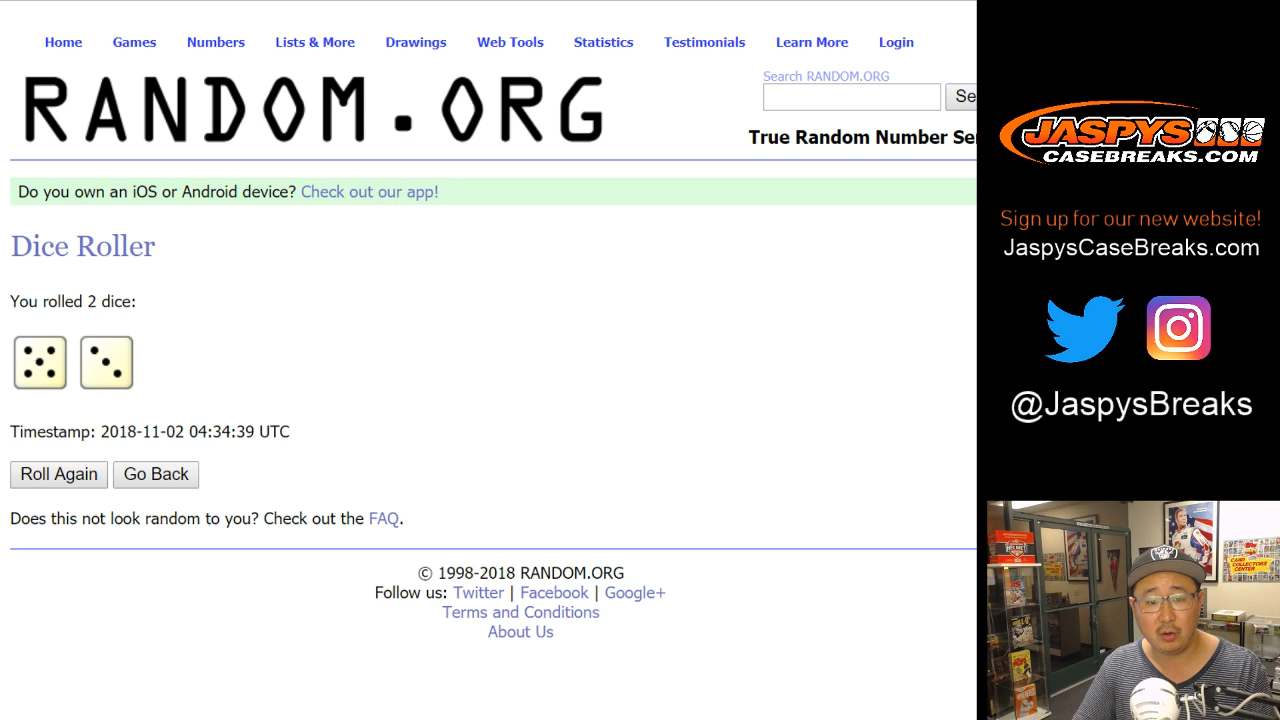 Home Games Numbers Lists & More Drawings Web Tools Statistics Testimonials Learn More Login
RANDOM.ORG
Search RANDOM.ORG
Se
True Random Number Se
Do you own an iOS or Android device? Check out our app!
Dice Roller
You rolled 2 dice:
Timestamp: 2018-11-02 04:34:39 UTC
Roll Again Go Back
Does this not look random to you? Check out the FAQ.
© 1998-2018 RANDOM.ORG
Follow us: Twitter | Facebook | Google+
Terms and Conditions
About Us
JASPYS
CASEBREAKS.COM
Sign up for our new website!
JaspysCaseBreaks.com
@JaspysBreaks